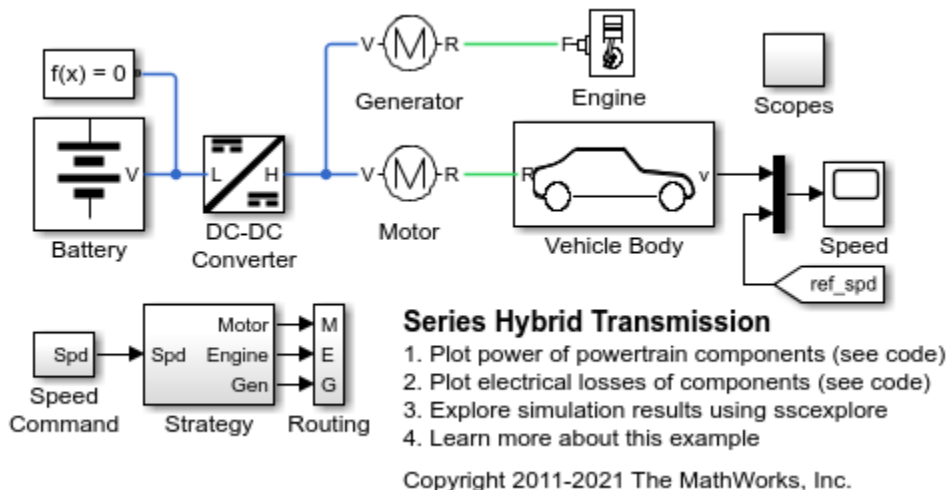 f(x) = 0
V
Battery
L
H
DC-DC
Converter
V
M
R
Generator
F
Engine
Scopes
V
M
R
Motor
R
v
Vehicle Body
Speed
ref_spd
Spd
Speed
Command
Spd
Motor
Engine
Gen
Strategy
M
E
G
Routing
Series Hybrid Transmission
1. Plot power of powertrain components (see code)
2. Plot electrical losses of components (see code)
3. Explore simulation results using sscexplore
4. Learn more about this example
Copyright 2011-2021 The MathWorks, Inc.